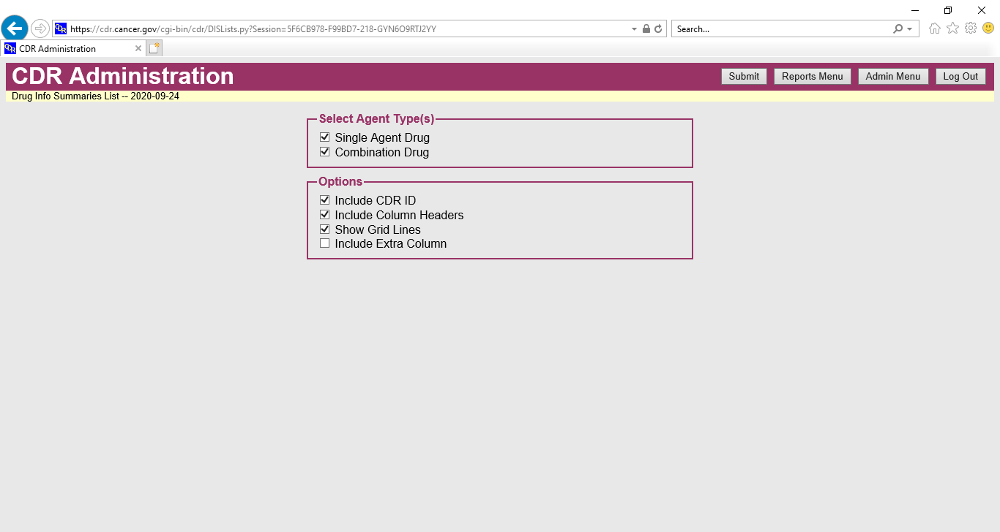 https://cdr.cancer.gov/cgi-bin/cdr/DISLists.py?Session=5F6CB978-F99BD7-218-GYN6O9RTJ2YY
Search...
CDR Administration
CDR Administration
Submit
Reports Menu
Admin Menu
Log Out
Drug Info Summaries List -- 2020-09-24
Select Agent Type(s)
Single Agent Drug
Combination Drug
Options
Include CDR ID
Include Column Headers
Show Grid Lines
Include Extra Column